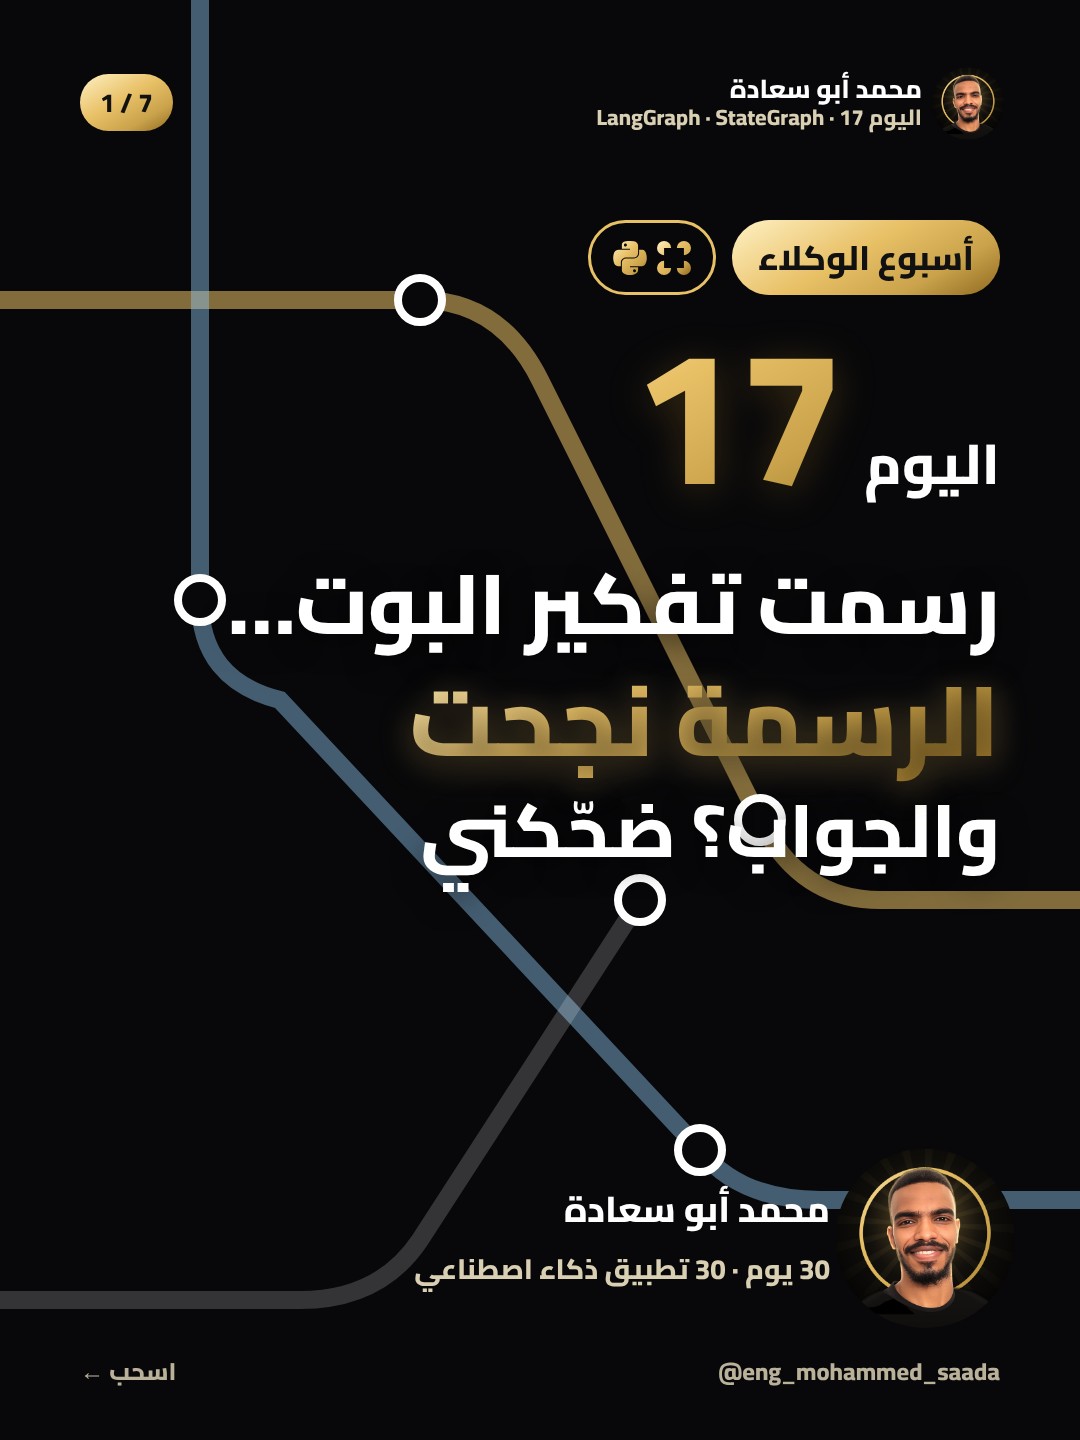 محمد أبو سعادة
اليوم 17 · LangGraph · StateGraph
1 / 7
أسبوع الوكلاء
اليوم 17
رسمت تفكير البوت...
الرسمة نجحت
والجواب؟ ضحّكني
محمد أبو سعادة
30 يوم · 30 تطبيق ذكاء اصطناعي
@eng_mohammed_saada
اسحب ←